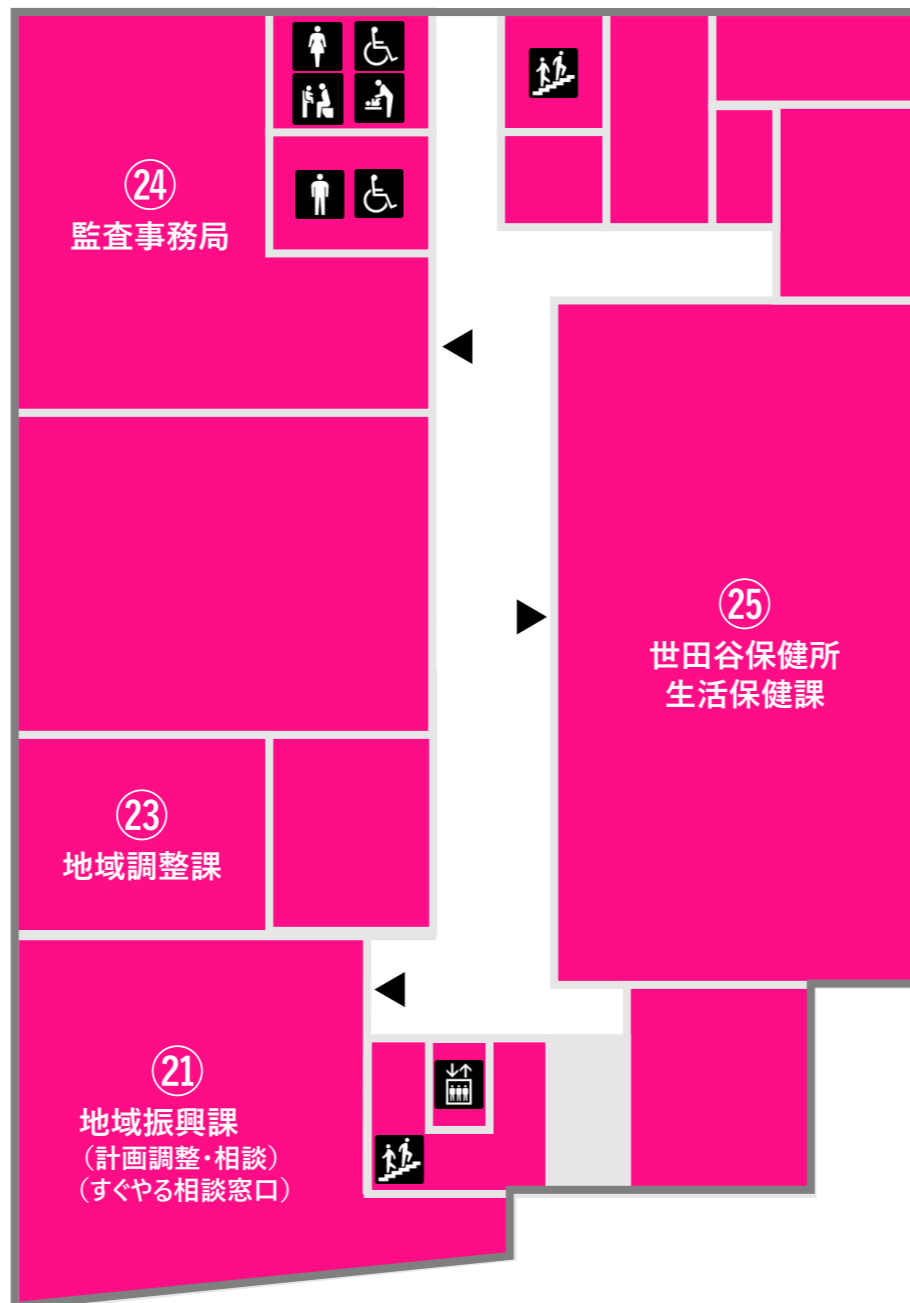 ㉔
監査事務局
㉕
世田谷保健所
生活保健課
㉓
地域調整課
㉑
地域振興課
（計画調整・相談）
（すぐやる相談窓口）